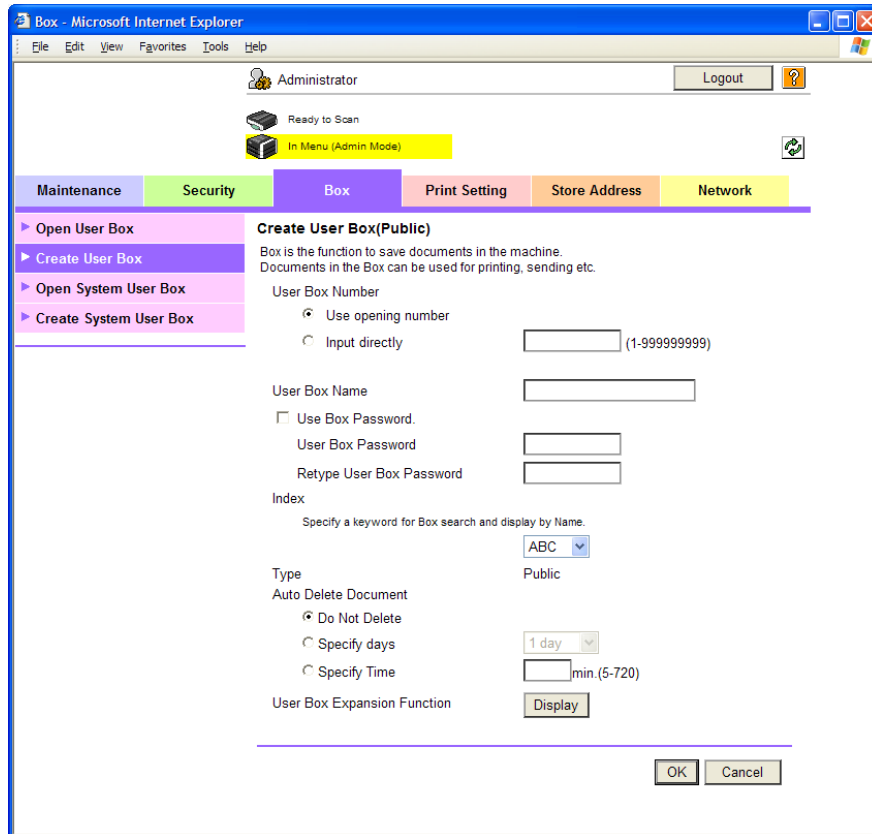 Box - Microsoft Internet Explorer
File Edit View Favorites Tools Help
Administrator Logout ?
Ready to Scan
In Menu (Admin Mode)
Maintenance Security Box Print Setting Store Address Network
Open User Box
Create User Box
Open System User Box
Create System User Box
Create User Box(Public)
Box is the function to save documents in the machine.
Documents in the Box can be used for printing, sending etc.
User Box Number
Use opening number
Input directly (1-999999999)
User Box Name
Use Box Password.
User Box Password
Retype User Box Password
Index
Specify a keyword for Box search and display by Name.
ABC
Type Public
Auto Delete Document
Do Not Delete
Specify days 1 day
Specify Time min.(5-720)
User Box Expansion Function Display
OK Cancel